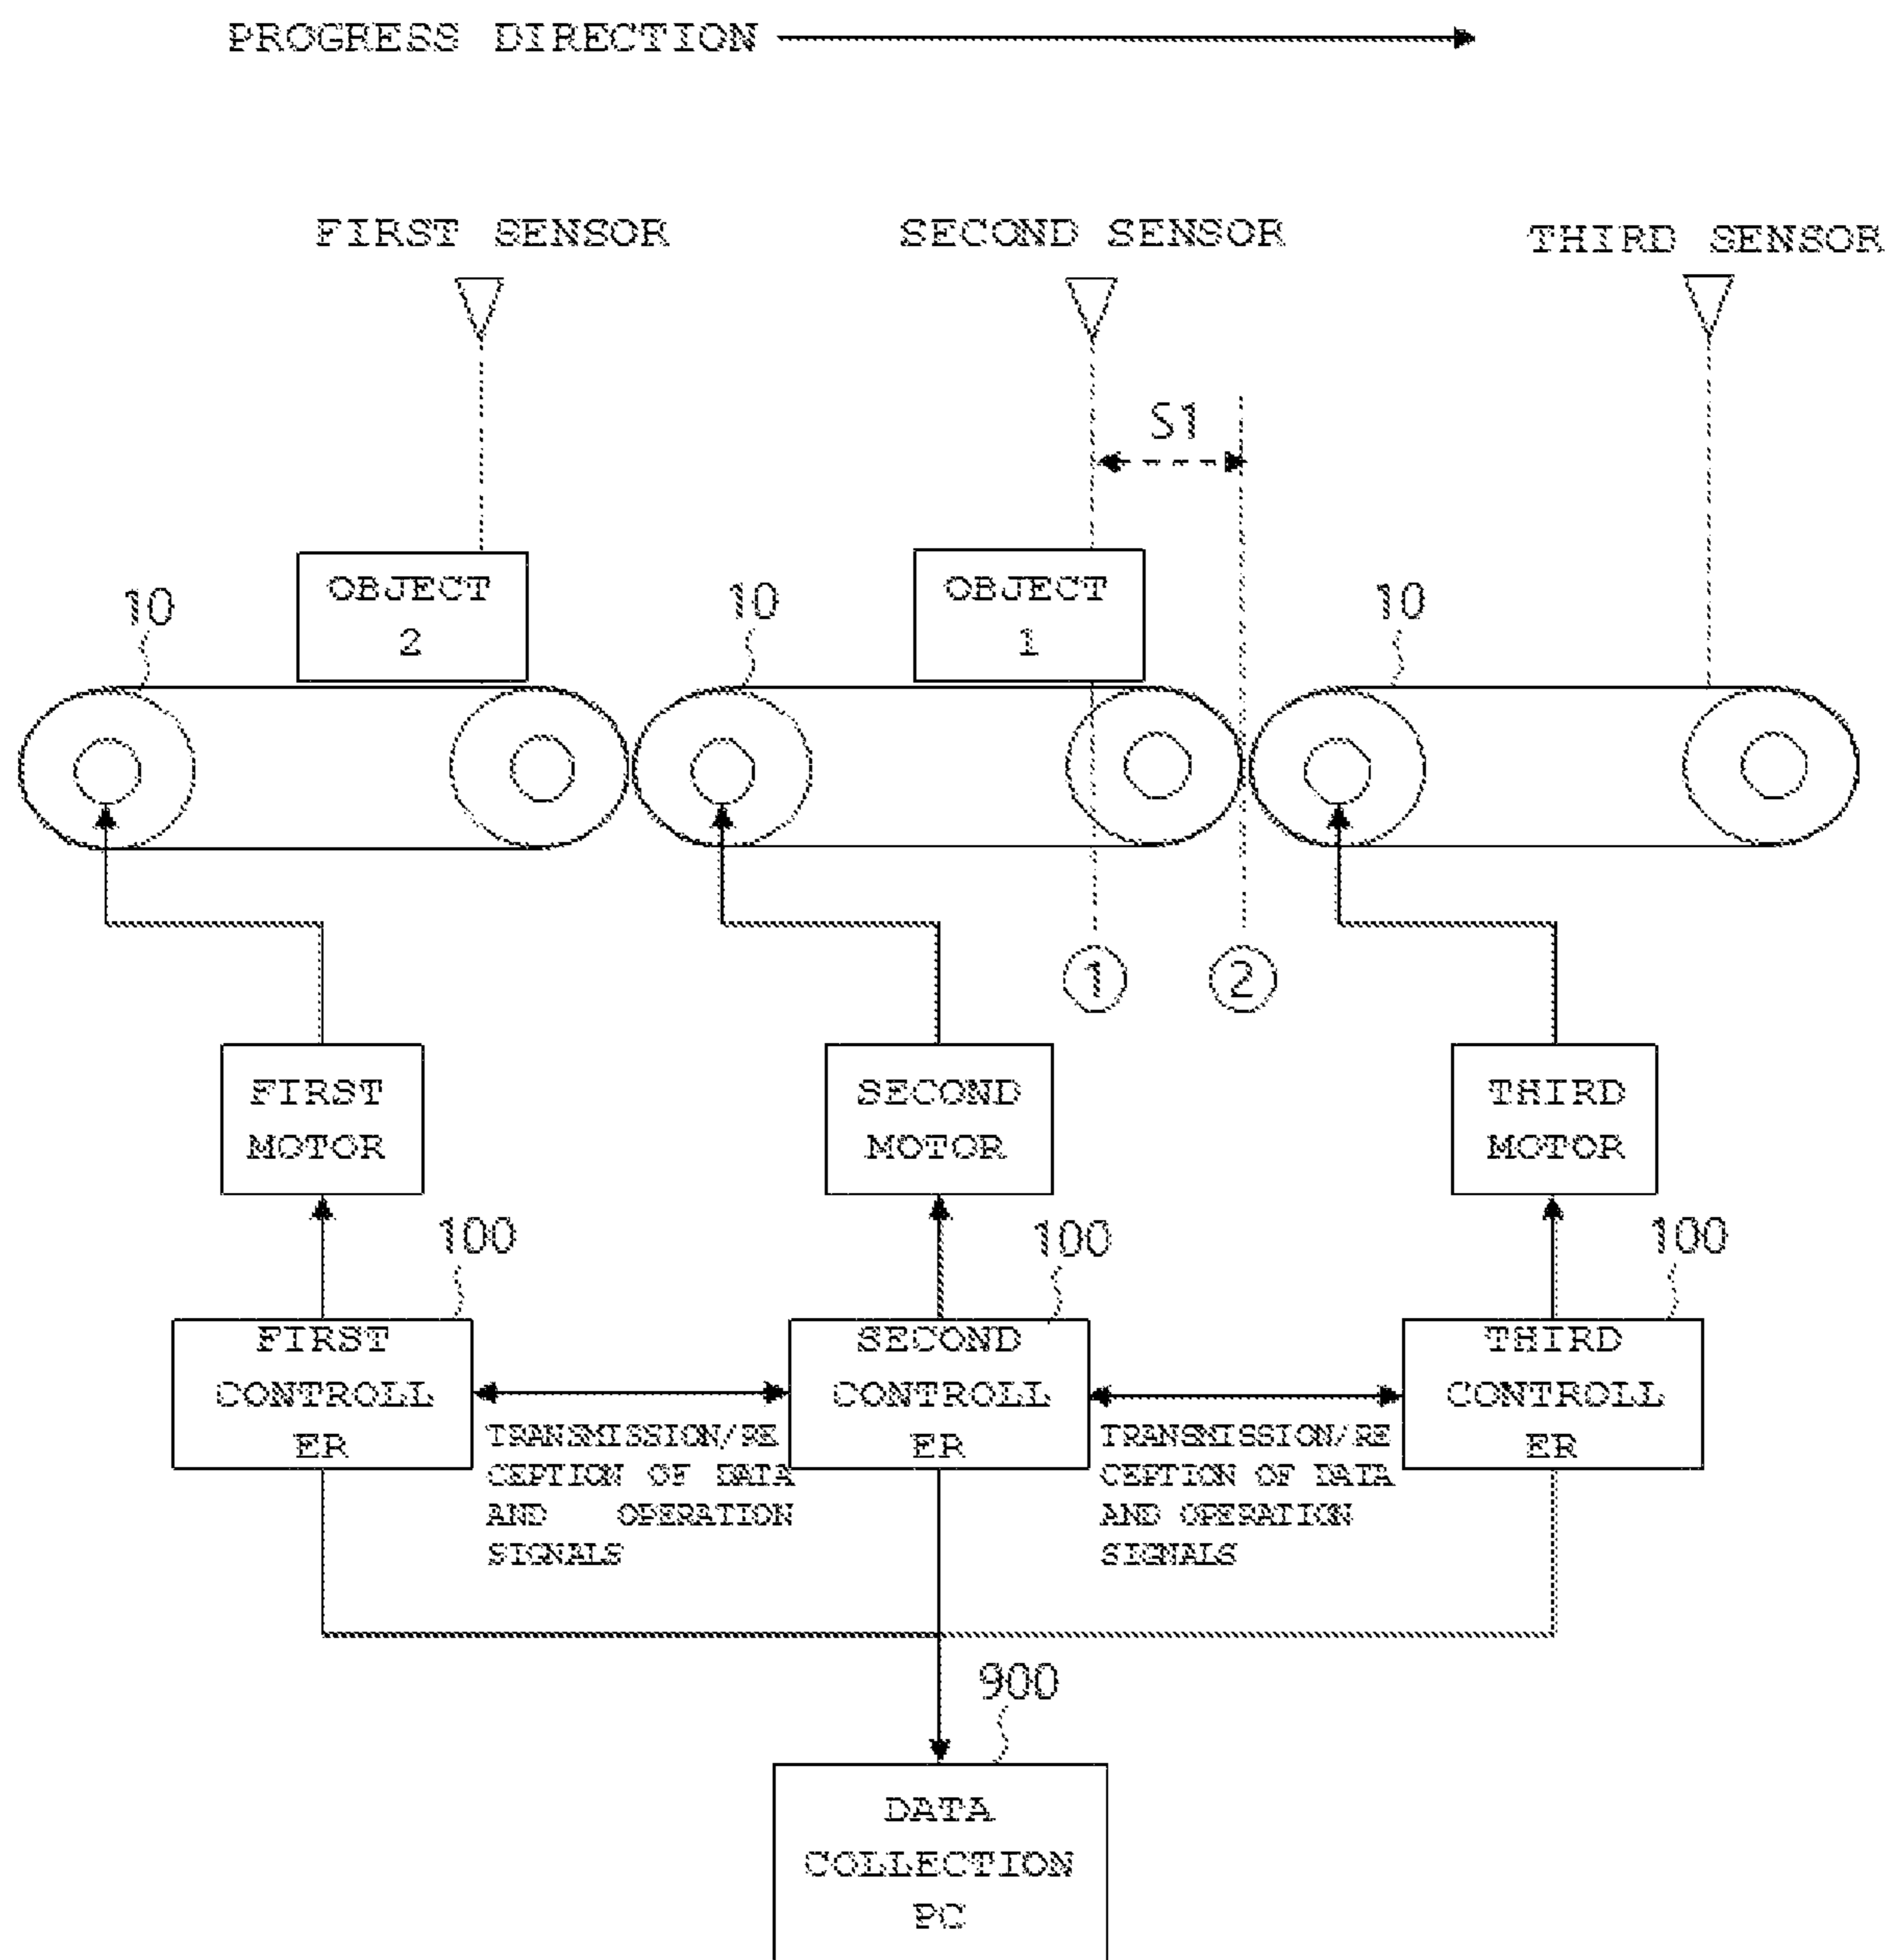 PROGRESS DIRECTION
FIRST SENSOR
SECOND SENSOR
THIRD SENSOR
S1
OBJECT
2
OBJECT
1
10
10
10
1
2
FIRST
MOTOR
SECOND
MOTOR
THIRD
MOTOR
100
100
100
FIRST
CONTROLL
ER
SECOND
CONTROLL
ER
THIRD
CONTROLL
ER
TRANSMISSION/RE
CEPTION OF DATA
AND OPERATION
SIGNALS
TRANSMISSION/RE
CEPTION OF DATA
AND OPERATION
SIGNALS
900
DATA
COLLECTION
PC